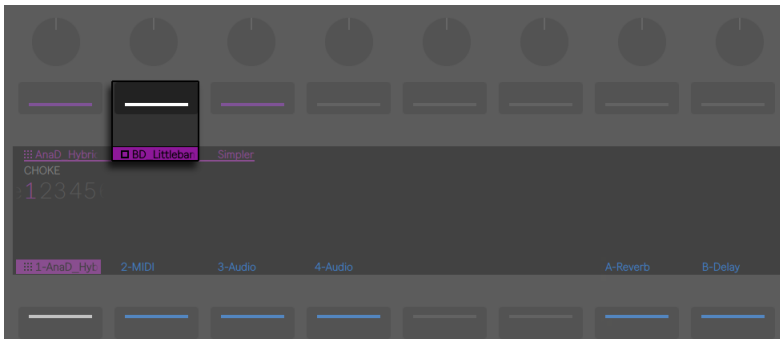 AnaD_Hybri BD_Littlebar Simpler
CHOKE
12345
1-AnaD_Hyb 2-MIDI 3-Audio 4-Audio A-Reverb B-Delay